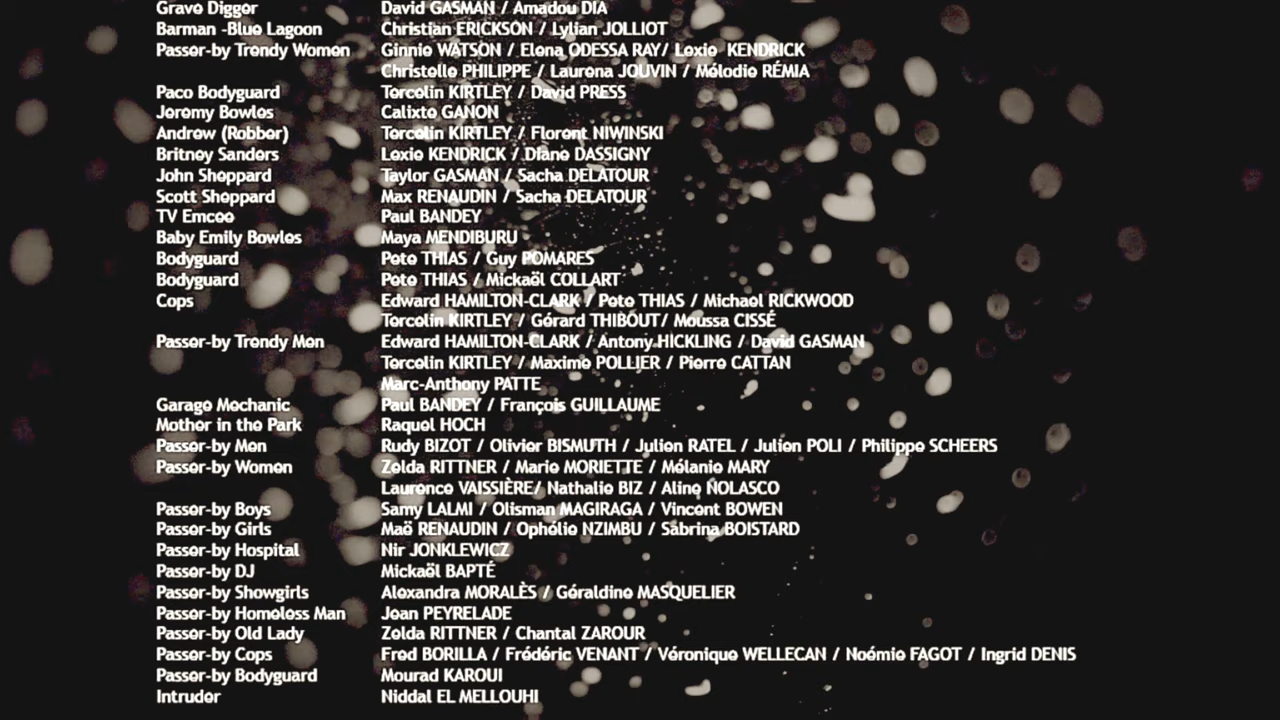 Grave Digger David GASMAN / Amadou DIA
Barman -Blue Lagoon Christian ERICKSON / Lylian JOLLIOT
Passer-by Trendy Women Ginnie WATSON / Elena ODESSA RAY/ Lexie KENDRICK
Christelle PHILIPPE / Laurena JOUVIN / Mélodie RÉMIA
Paco Bodyguard Tercelin KIRTLEY / David PRESS
Jeremy Bowles Calixte GANON
Andrew (Robber) Tercelin KIRTLEY / Florent NIWINSKI
Britney Sanders Lexie KENDRICK / Diane DASSIGNY
John Sheppard Taylor GASMAN / Sacha DELATOUR
Scott Sheppard Max RENAUDIN / Sacha DELATOUR
TV Emcee Paul BANDEY
Baby Emily Bowles Maya MENDIBURU
Bodyguard Pete THIAS / Guy POMARES
Bodyguard Pete THIAS / Mickaël COLLART
Cops Edward HAMILTON-CLARK / Pete THIAS / Michael RICKWOOD
Tercelin KIRTLEY / Gérard THIBOUT/ Moussa CISSÉ
Passer-by Trendy Men Edward HAMILTON-CLARK / Antony HICKLING / David GASMAN
Tercelin KIRTLEY / Maxime POLLIER / Pierre CATTAN
Marc-Anthony PATTE
Garage Mechanic Paul BANDEY / François GUILLAUME
Mother in the Park Raquel HOCH
Passer-by Men Rudy BIZOT / Olivier BISMUTH / Julien RATEL / Julien POLI / Philippe SCHEERS
Passer-by Women Zelda RITTNER / Marie MORIETTE / Mélanie MARY
Laurence VAISSIÈRE/ Nathalie BIZ / Aline NOLASCO
Passer-by Boys Samy LALMI / Olisman MAGIRAGA / Vincent BOWEN
Passer-by Girls Maë RENAUDIN / Ophélie NZIMBU / Sabrina BOISTARD
Passer-by Hospital Nir JONKLEWICZ
Passer-by DJ Mickaël BAPTÉ
Passer-by Showgirls Alexandra MORALÈS / Géraldine MASQUELIER
Passer-by Homeless Man Jean PEYRELADE
Passer-by Old Lady Zelda RITTNER / Chantal ZAROUR
Passer-by Cops Fred BORILLA / Frédéric VENANT / Véronique WELLECAN / Noémie FAGOT / Ingrid DENIS
Passer-by Bodyguard Mourad KAROUI
Intruder Niddal EL MELLOUHI